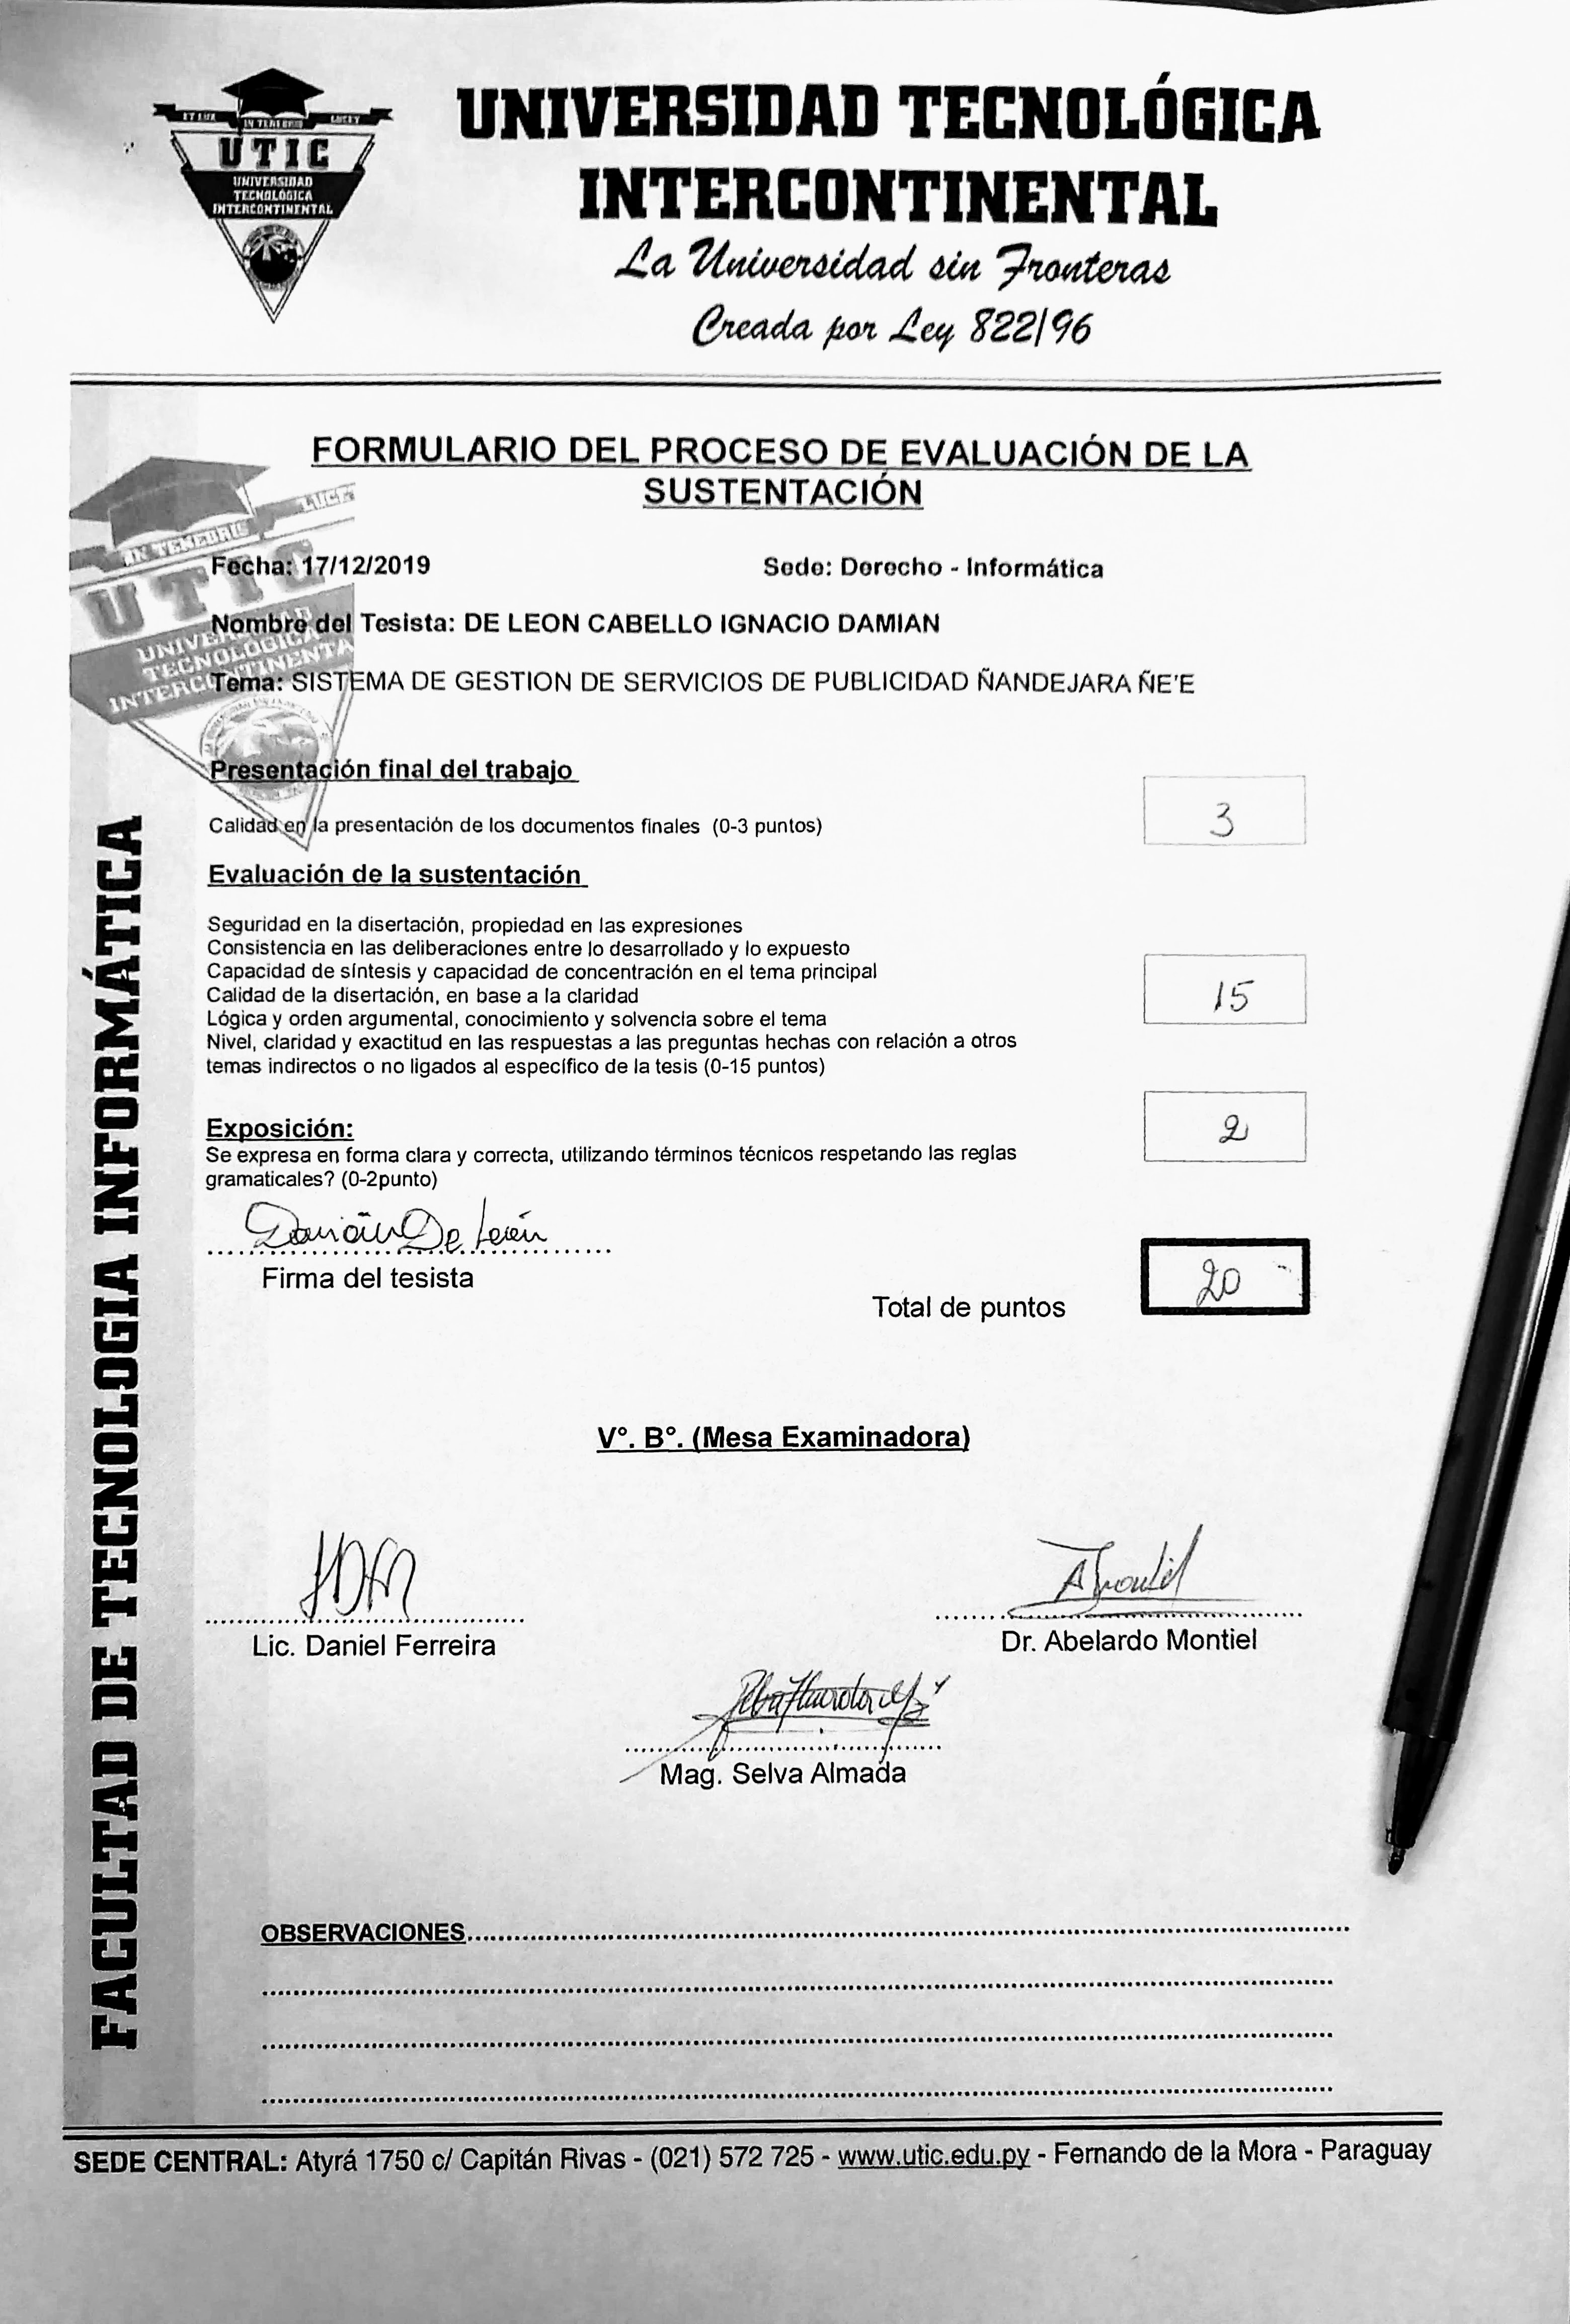 ET LUX IN TENEBRIS LUCET
UTIC
UNIVERSIDAD
TECNOLÓGICA
INTERCONTINENTAL
UNIVERSIDAD TECNOLÓGICA
INTERCONTINENTAL
La Universidad sin Fronteras
Creada por Ley 822/96
FORMULARIO DEL PROCESO DE EVALUACIÓN DE LA
SUSTENTACIÓN
IN TENEBRIS LUCET
UTIC
UNIVERSIDAD
TECNOLÓGICA
INTERCONTINENTA
Fecha: 17/12/2019 Sede: Derecho - Informática
Nombre del Tesista: DE LEON CABELLO IGNACIO DAMIAN
Tema: SISTEMA DE GESTION DE SERVICIOS DE PUBLICIDAD ÑANDEJARA ÑE'E
Presentación final del trabajo
Calidad en la presentación de los documentos finales (0-3 puntos) 3
Evaluación de la sustentación
Seguridad en la disertación, propiedad en las expresiones
Consistencia en las deliberaciones entre lo desarrollado y lo expuesto
Capacidad de síntesis y capacidad de concentración en el tema principal
Calidad de la disertación, en base a la claridad 15
Lógica y orden argumental, conocimiento y solvencia sobre el tema
Nivel, claridad y exactitud en las respuestas a las preguntas hechas con relación a otros
temas indirectos o no ligados al específico de la tesis (0-15 puntos)
Exposición: 2
Se expresa en forma clara y correcta, utilizando términos técnicos respetando las reglas
gramaticales? (0-2punto)
Damián De León
Firma del tesista
Total de puntos 20
V°. B°. (Mesa Examinadora)
Lic. Daniel Ferreira
Dr. Abelardo Montiel
Mag. Selva Almada
OBSERVACIONES
FACULTAD DE TECNOLOGIA INFORMÁTICA
SEDE CENTRAL: Atyrá 1750 c/ Capitán Rivas - (021) 572 725 - www.utic.edu.py - Fernando de la Mora - Paraguay